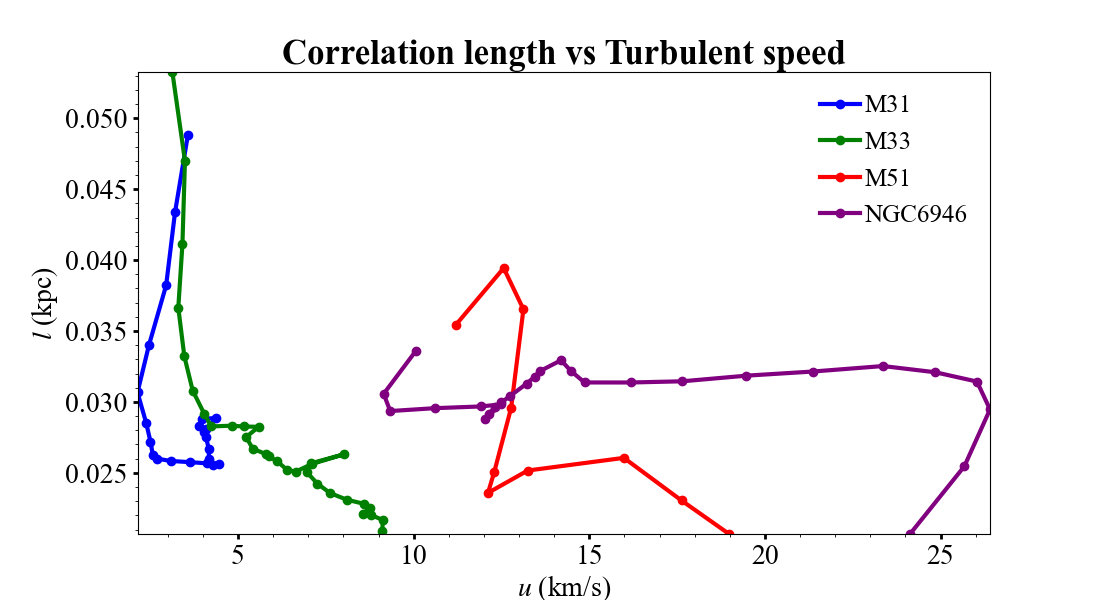 Correlation length vs Turbulent speed
M31
M33
M51
NGC6946
0.050
0.045
0.040
0.035
0.030
0.025
l (kpc)
5 10 15 20 25
u (km/s)